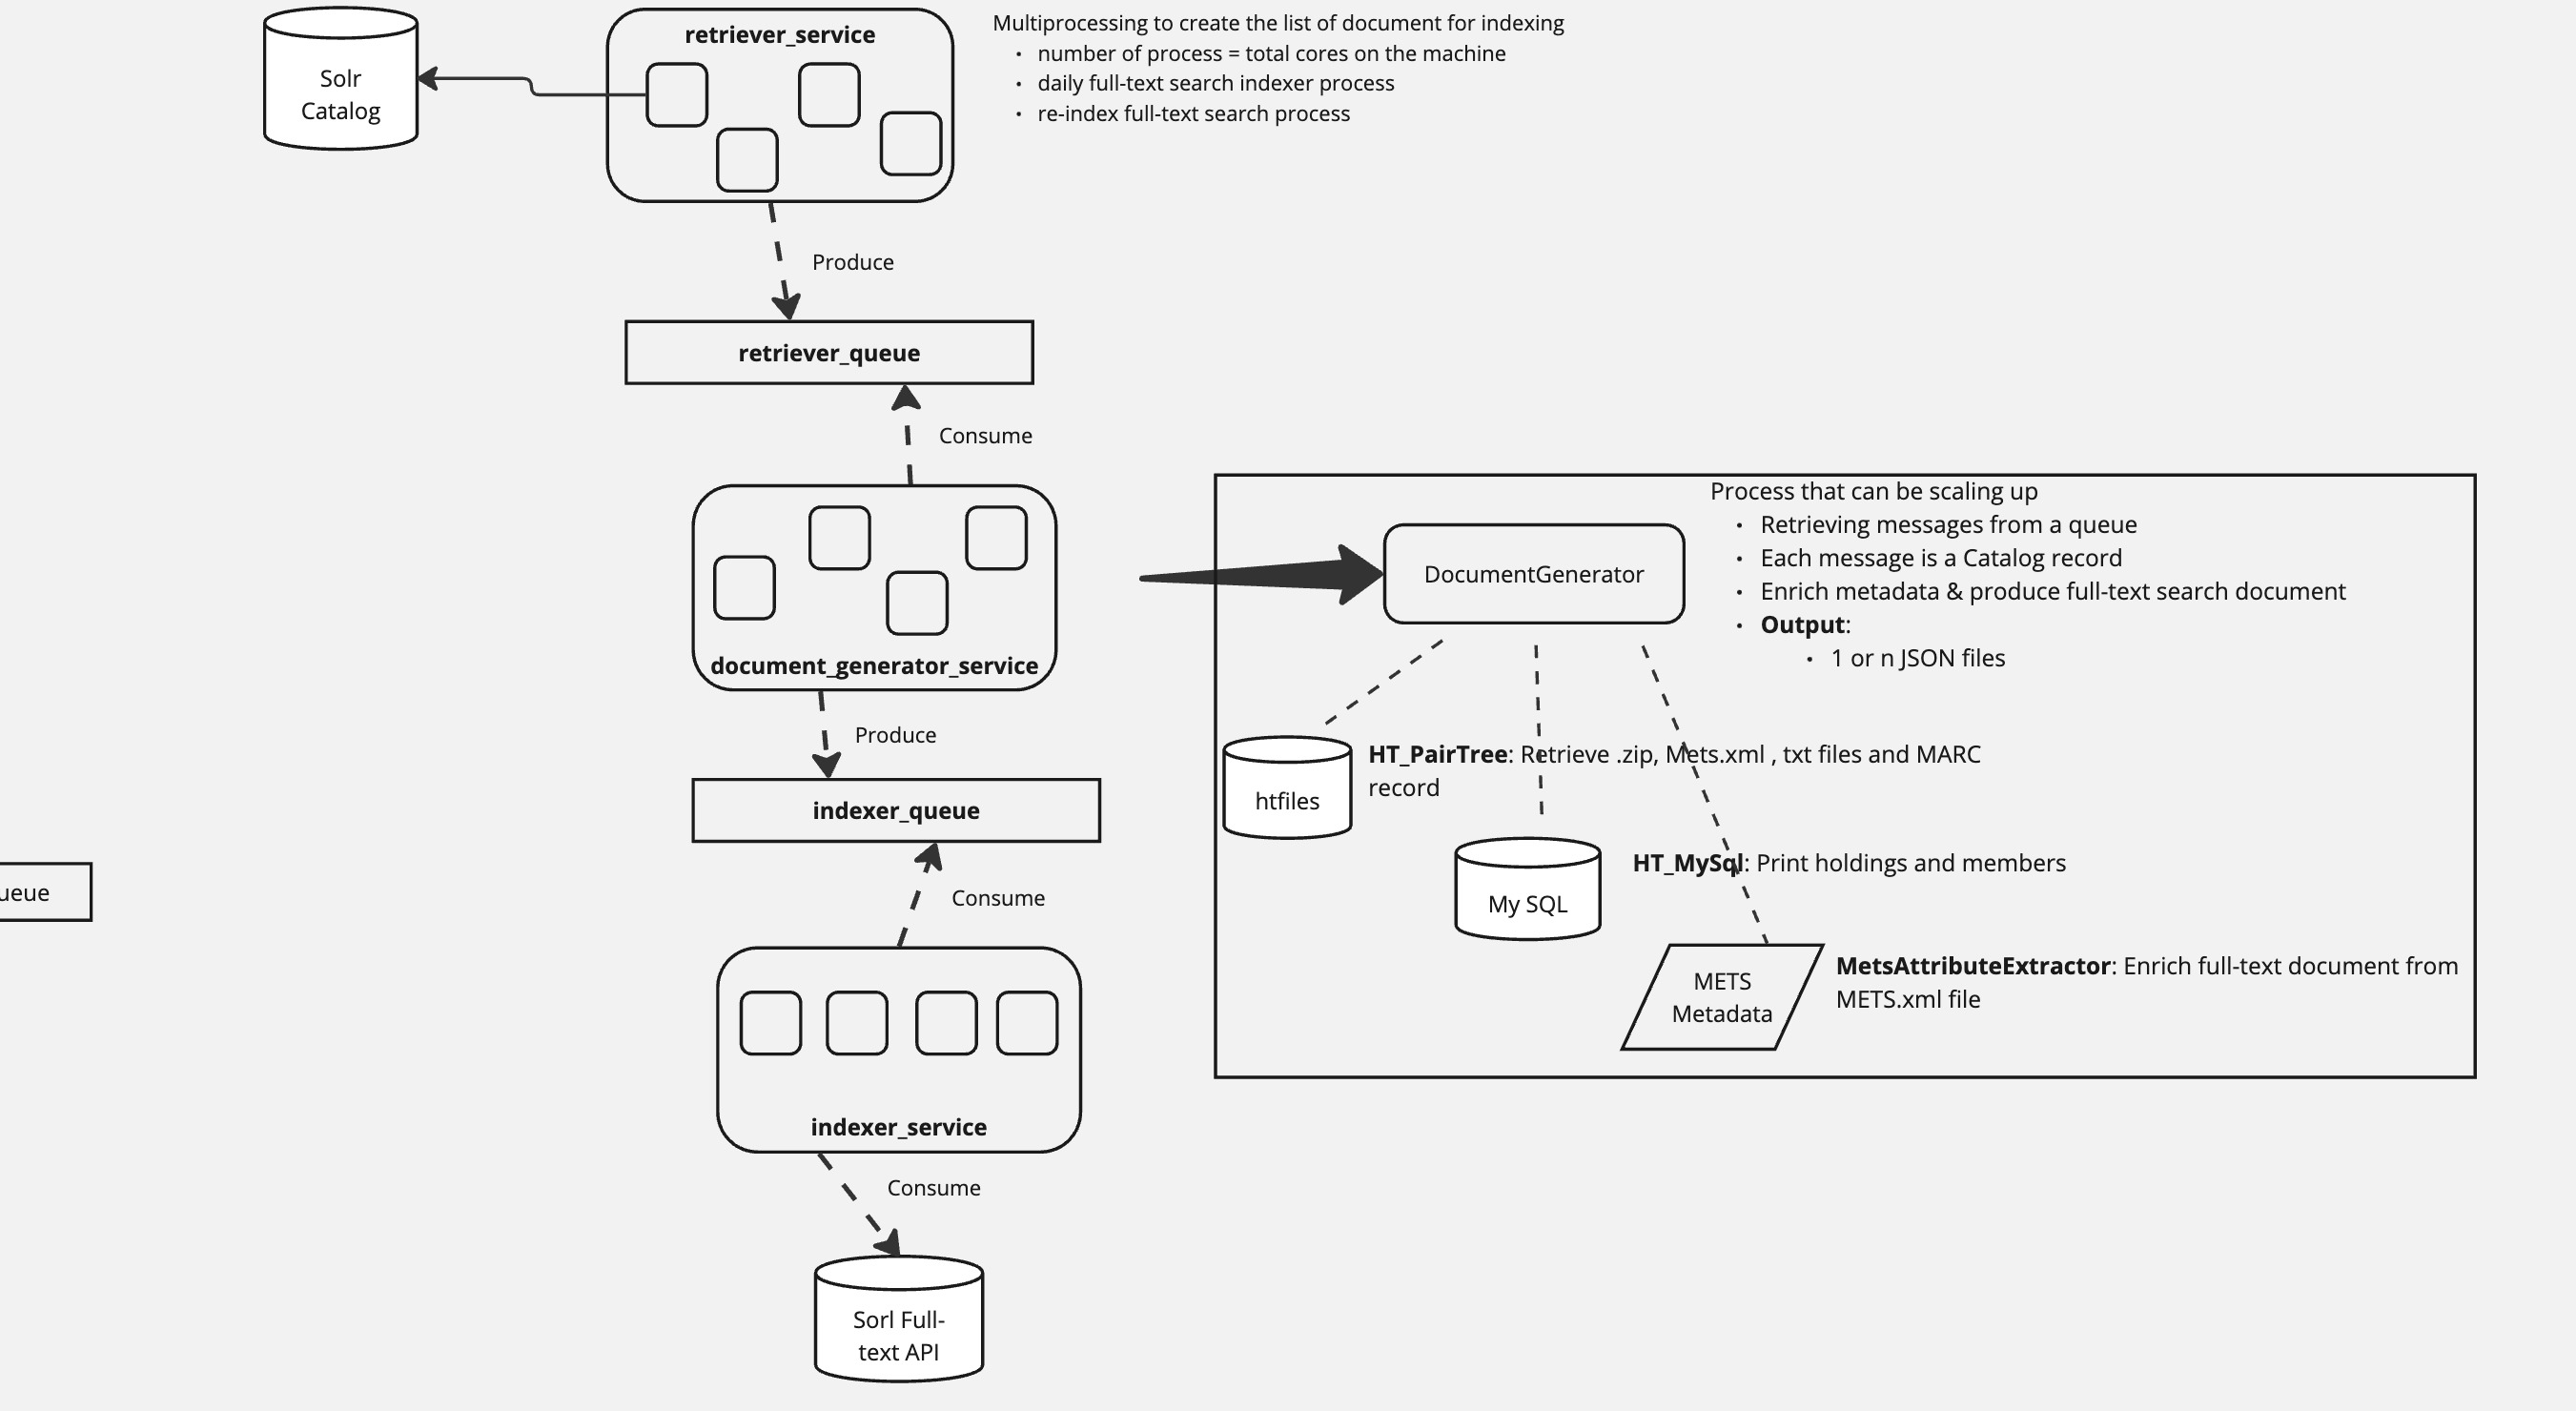 Solr
Catalog
retriever_service
Multiprocessing to create the list of document for indexing
• number of process = total cores on the machine
• daily full-text search indexer process
• re-index full-text search process
Produce
retriever_queue
Consume
document_generator_service
Produce
indexer_queue
ueue
Consume
indexer_service
Consume
Sorl Full-
text API
Process that can be scaling up
• Retrieving messages from a queue
• Each message is a Catalog record
• Enrich metadata & produce full-text search document
• Output:
• 1 or n JSON files
DocumentGenerator
htfiles
HT_PairTree: Retrieve .zip, Mets.xml , txt files and MARC
record
My SQL
HT_MySql: Print holdings and members
METS
Metadata
MetsAttributeExtractor: Enrich full-text document from
METS.xml file